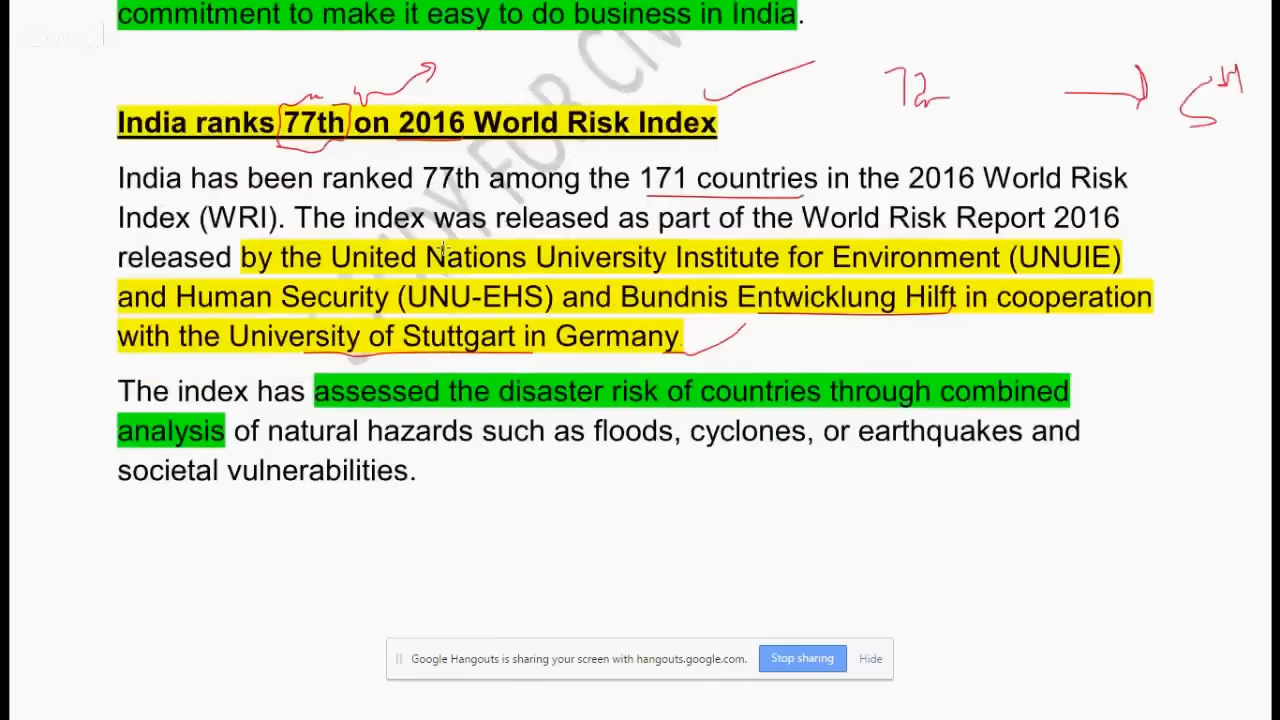 commitment to make it easy to do business in India.
72 5th
India ranks 77th on 2016 World Risk Index
India has been ranked 77th among the 171 countries in the 2016 World Risk
Index (WRI). The index was released as part of the World Risk Report 2016
released by the United Nations University Institute for Environment (UNUIE)
and Human Security (UNU-EHS) and Bundnis Entwicklung Hilft in cooperation
with the University of Stuttgart in Germany.
The index has assessed the disaster risk of countries through combined
analysis of natural hazards such as floods, cyclones, or earthquakes and
societal vulnerabilities.
STUDY FOR CIVI
Google Hangouts is sharing your screen with hangouts.google.com. Stop sharing Hide